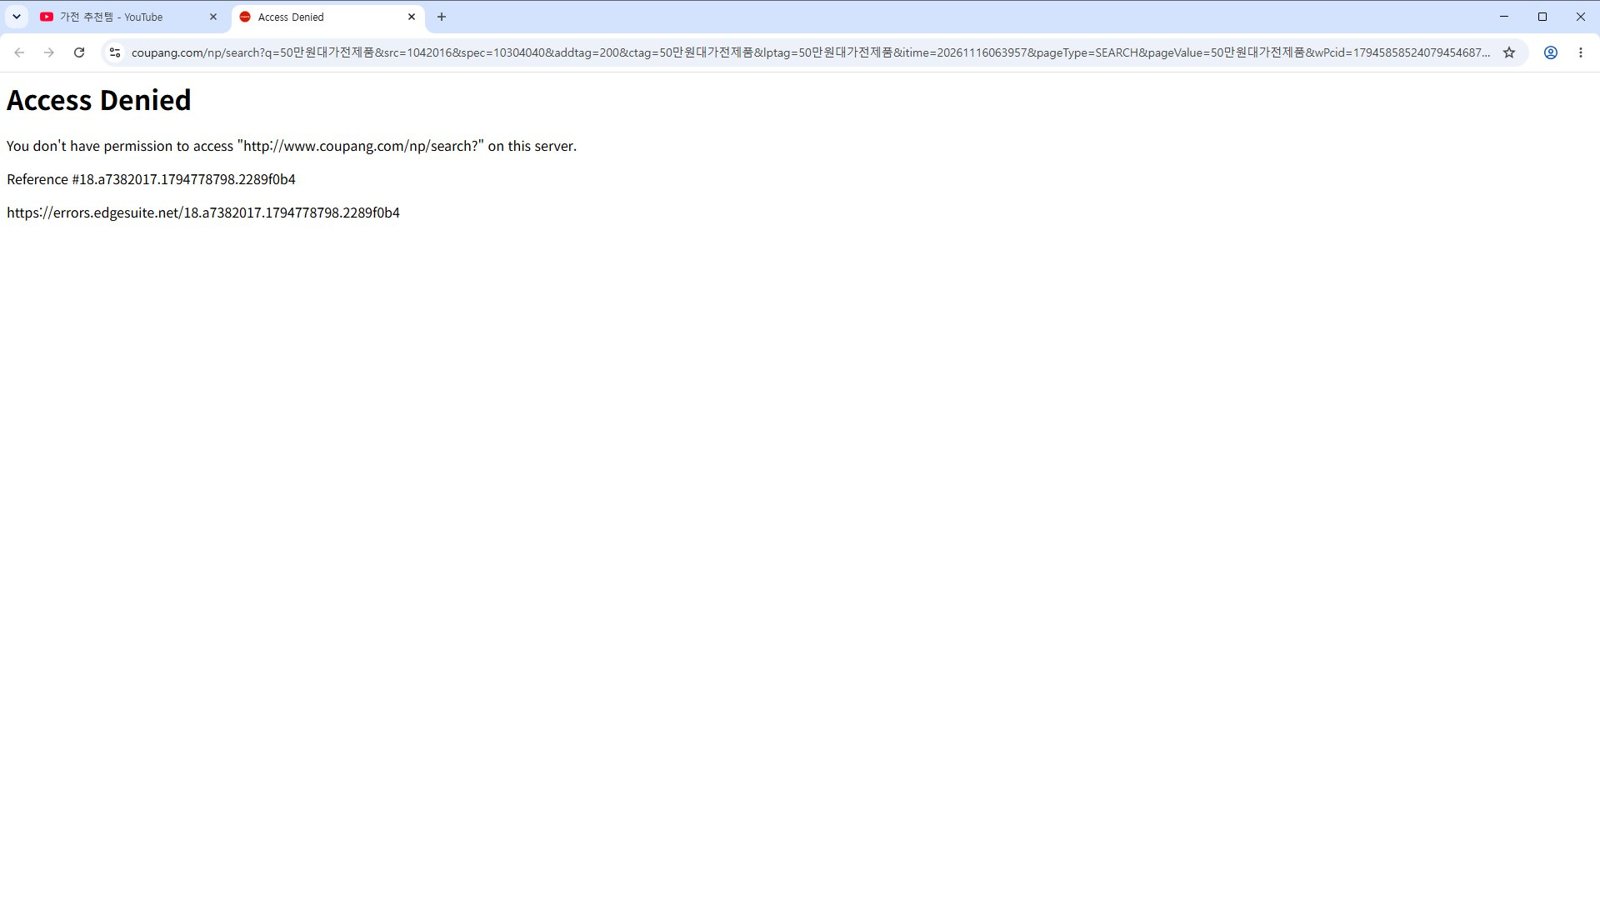 가전 추천템 - YouTube
Access Denied
coupang.com/np/search?q=50만원대가전제품&src=1042016&spec=10304040&addtag=200&ctag=50만원대가전제품&lptag=50만원대가전제품&itime=20261116063957&pageType=SEARCH&pageValue=50만원대가전제품&wPcid=17945858524079454687...
Access Denied
You don't have permission to access "http://www.coupang.com/np/search?" on this server.
Reference #18.a7382017.1794778798.2289f0b4
https://errors.edgesuite.net/18.a7382017.1794778798.2289f0b4